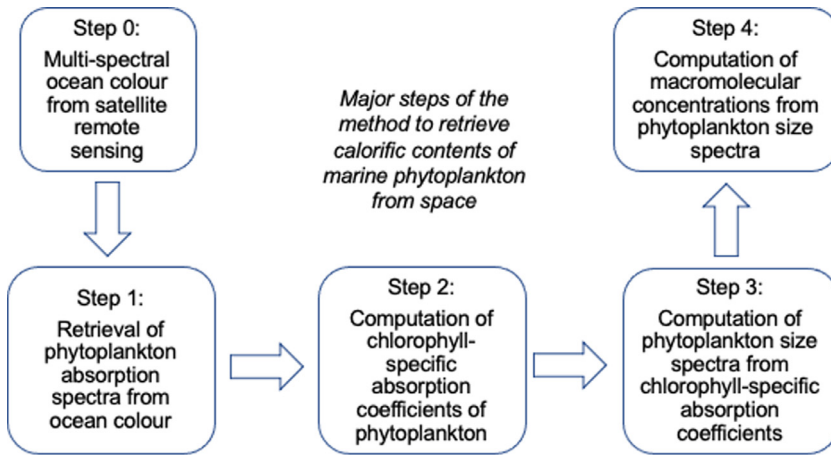 Step 0:
Multi-spectral
ocean colour
from satellite
remote
sensing
Major steps of the
method to retrieve
calorific contents of
marine phytoplankton
from space
Step 4:
Computation of
macromolecular
concentrations from
phytoplankton size
spectra
Step 1:
Retrieval of
phytoplankton
absorption
spectra from
ocean colour
Step 2:
Computation of
chlorophyll-
specific
absorption
coefficients of
phytoplankton
Step 3:
Computation of
phytoplankton size
spectra from
chlorophyll-specific
absorption
coefficients